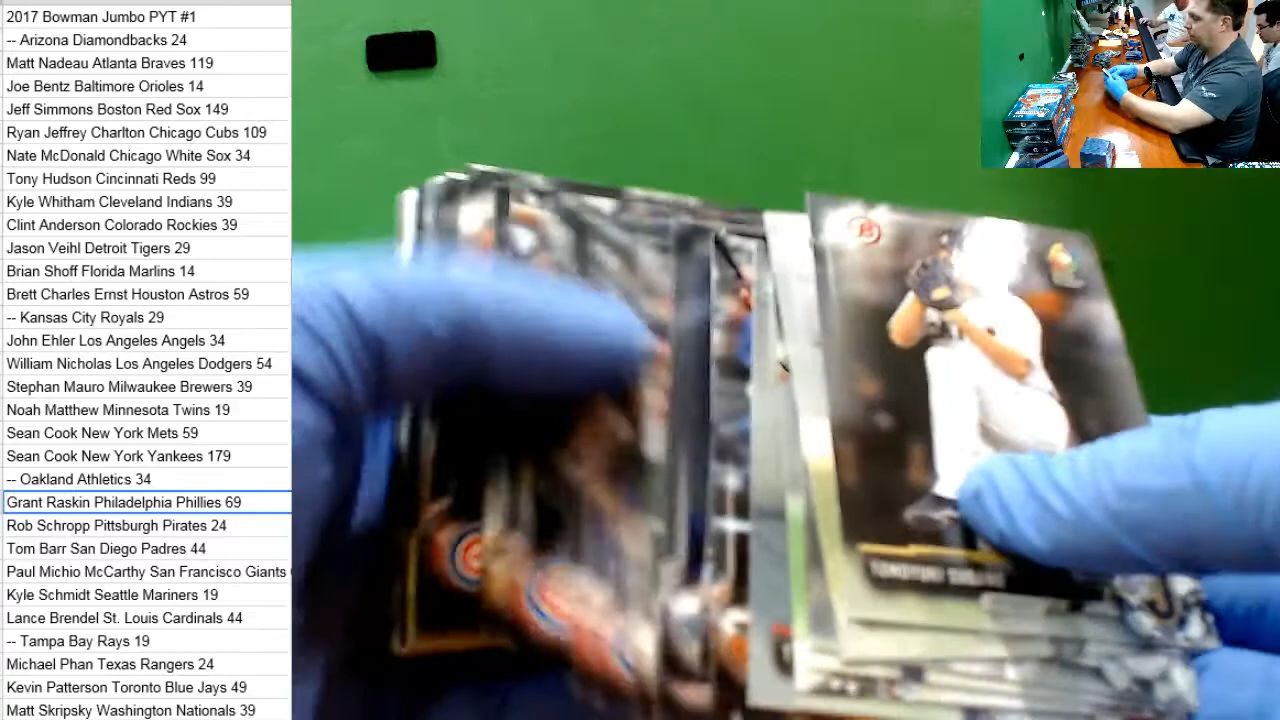 2017 Bowman Jumbo PYT #1
-- Arizona Diamondbacks 24
Matt Nadeau Atlanta Braves 119
Joe Bentz Baltimore Orioles 14
Jeff Simmons Boston Red Sox 149
Ryan Jeffrey Charlton Chicago Cubs 109
Nate McDonald Chicago White Sox 34
Tony Hudson Cincinnati Reds 99
Kyle Whitham Cleveland Indians 39
Clint Anderson Colorado Rockies 39
Jason Veihl Detroit Tigers 29
Brian Shoff Florida Marlins 14
Brett Charles Ernst Houston Astros 59
-- Kansas City Royals 29
John Ehler Los Angeles Angels 34
William Nicholas Los Angeles Dodgers 54
Stephan Mauro Milwaukee Brewers 39
Noah Matthew Minnesota Twins 19
Sean Cook New York Mets 59
Sean Cook New York Yankees 179
-- Oakland Athletics 34
Grant Raskin Philadelphia Phillies 69
Rob Schropp Pittsburgh Pirates 24
Tom Barr San Diego Padres 44
Paul Michio McCarthy San Francisco Giants
Kyle Schmidt Seattle Mariners 19
Lance Brendel St. Louis Cardinals 44
-- Tampa Bay Rays 19
Michael Phan Texas Rangers 24
Kevin Patterson Toronto Blue Jays 49
Matt Skripsky Washington Nationals 39